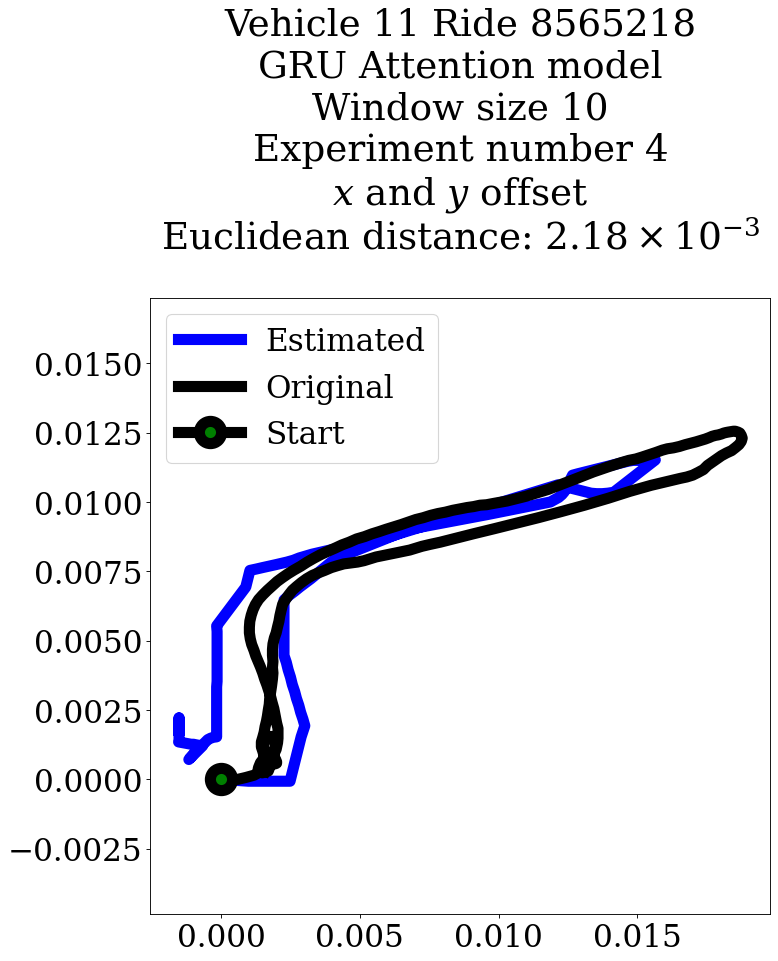 Vehicle 11 Ride 8565218
GRU Attention model
Window size 10
Experiment number 4
x and y offset
Euclidean distance: 2.18 × 10⁻³
Estimated
Original
Start
0.0150
0.0125
0.0100
0.0075
0.0050
0.0025
0.0000
−0.0025
0.000 0.005 0.010 0.015